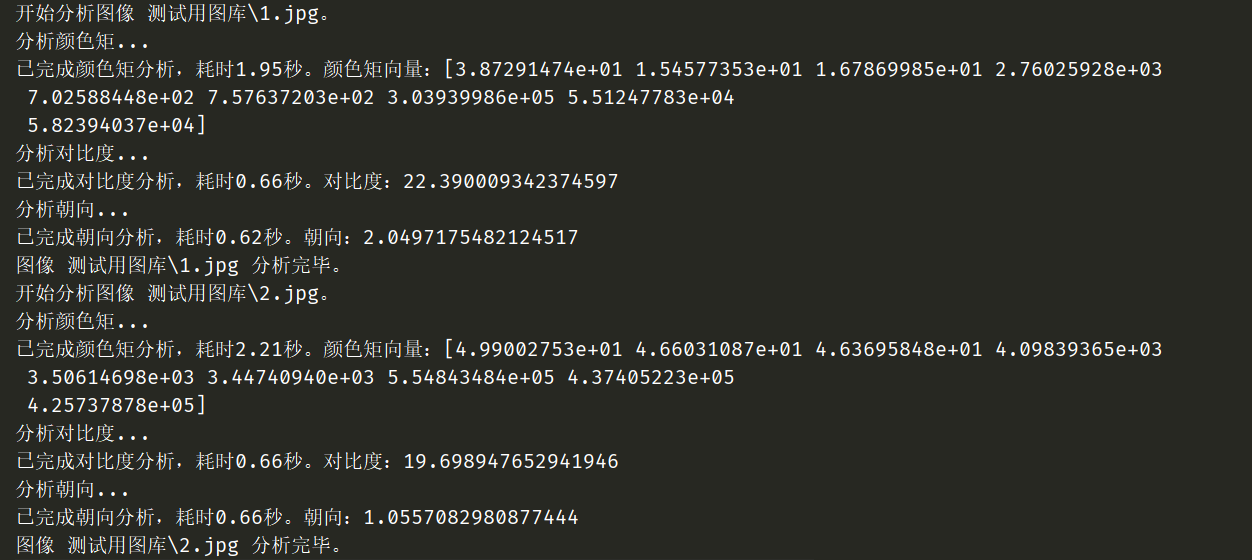 开始分析图像 测试用图库\1.jpg。
分析颜色矩...
已完成颜色矩分析，耗时1.95秒。颜色矩向量：[3.87291474e+01 1.54577353e+01 1.67869985e+01 2.76025928e+03
7.02588448e+02 7.57637203e+02 3.03939986e+05 5.51247783e+04
5.82394037e+04]
分析对比度...
已完成对比度分析，耗时0.66秒。对比度：22.390009342374597
分析朝向...
已完成朝向分析，耗时0.62秒。朝向：2.0497175482124517
图像 测试用图库\1.jpg 分析完毕。
开始分析图像 测试用图库\2.jpg。
分析颜色矩...
已完成颜色矩分析，耗时2.21秒。颜色矩向量：[4.99002753e+01 4.66031087e+01 4.63695848e+01 4.09839365e+03
3.50614698e+03 3.44740940e+03 5.54843484e+05 4.37405223e+05
4.25737878e+05]
分析对比度...
已完成对比度分析，耗时0.66秒。对比度：19.698947652941946
分析朝向...
已完成朝向分析，耗时0.66秒。朝向：1.0557082980877444
图像 测试用图库\2.jpg 分析完毕。